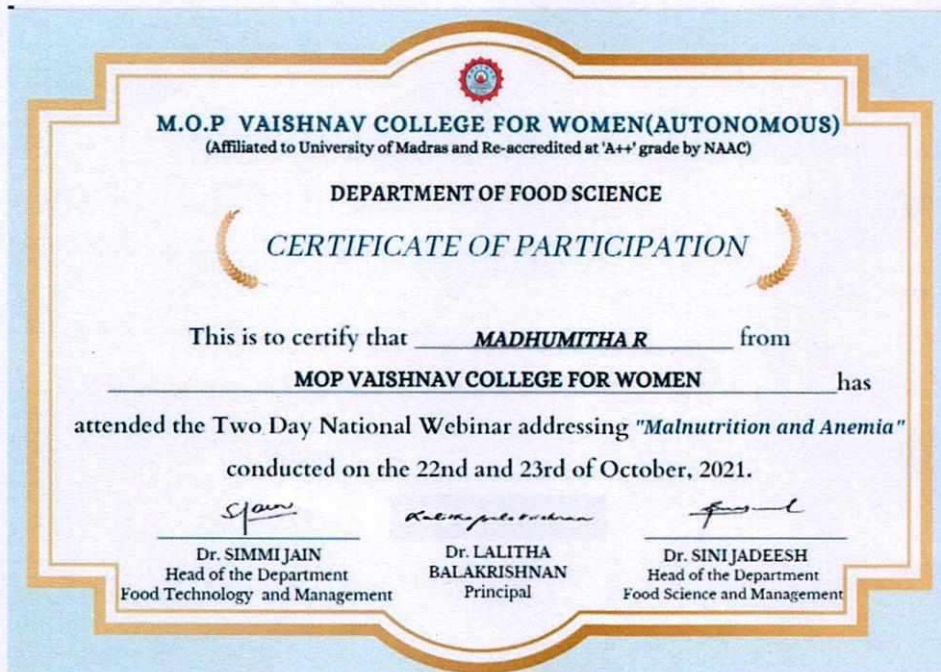 M.O.P VAISHNAV COLLEGE FOR WOMEN(AUTONOMOUS)
(Affiliated to University of Madras and Re-accredited at 'A++' grade by NAAC)
DEPARTMENT OF FOOD SCIENCE
CERTIFICATE OF PARTICIPATION
This is to certify that MADHUMITHA R from
MOP VAISHNAV COLLEGE FOR WOMEN has
attended the Two Day National Webinar addressing "Malnutrition and Anemia"
conducted on the 22nd and 23rd of October, 2021.
SJain
Dr. SIMMI JAIN
Head of the Department
Food Technology and Management
Lalithabalakrishnan
Dr. LALITHA
BALAKRISHNAN
Principal
Dr. SINI JADEESH
Head of the Department
Food Science and Management